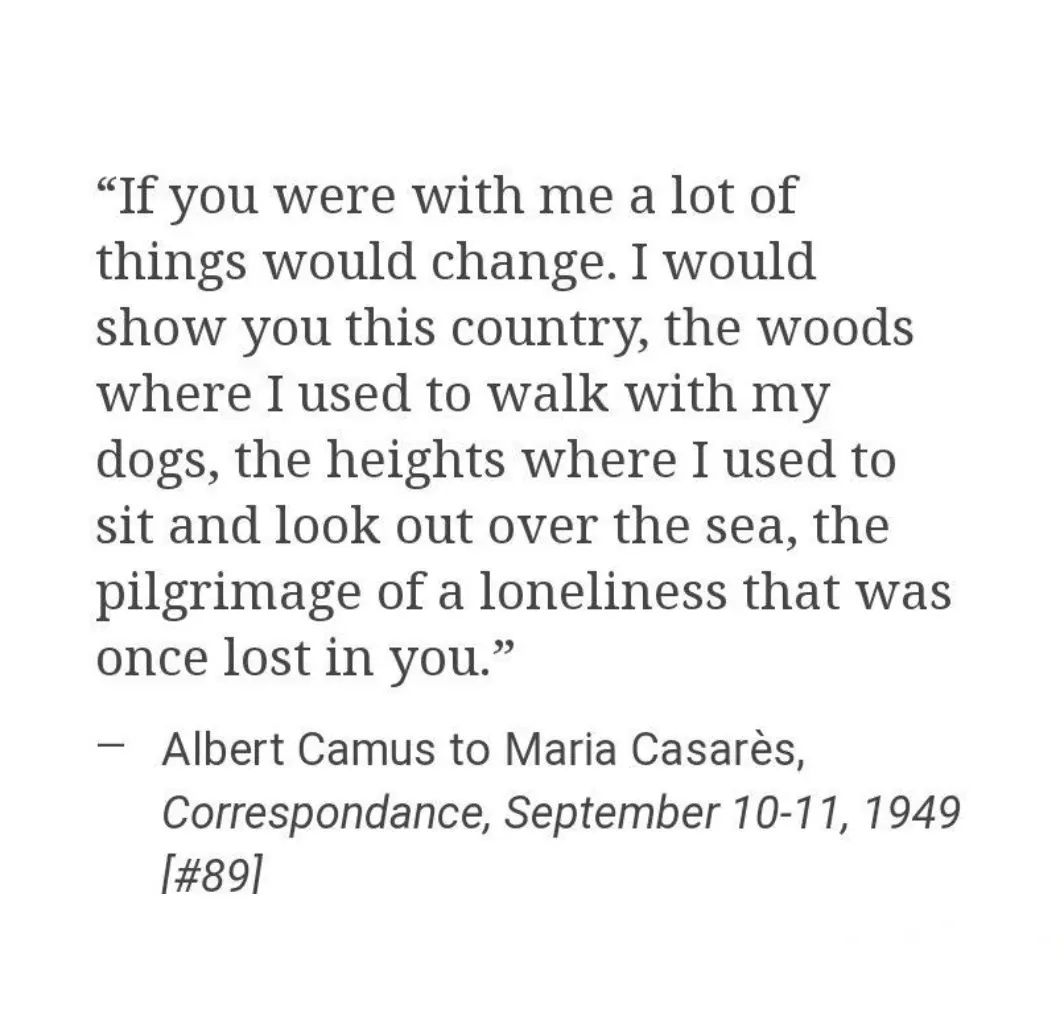 “If you were with me a lot of
things would change. I would
show you this country, the woods
where I used to walk with my
dogs, the heights where I used to
sit and look out over the sea, the
pilgrimage of a loneliness that was
once lost in you.”
— Albert Camus to Maria Casarès,
Correspondance, September 10-11, 1949
[#89]